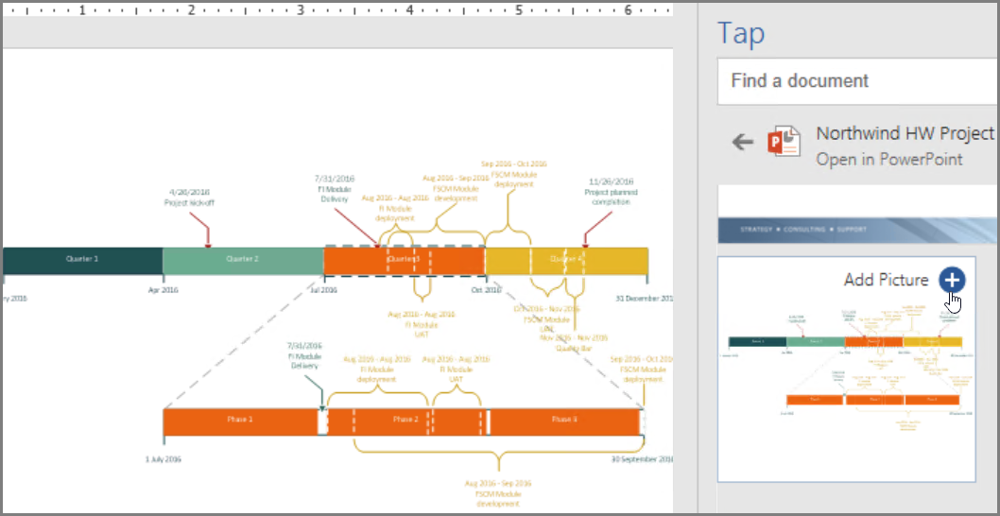 1 2 3 4 5 6
Tap
Find a document
Northwind HW Project
Open in PowerPoint
STRATEGY ★ CONSULTING ★ SUPPORT
Add Picture
Sep 2016 - Oct 2016
FSCM Module
deployment
7/31/2016
FI Module
Delivery
Aug 2016 - Sep 2016
FSCM Module
development
11/26/2016
Project planned
completion
4/26/2016
Project kick-off
Aug 2016 - Aug 2016
FI Module
deployment
Quarter 1
Quarter 2
Quarter 3
Quarter 4
ry 2016
Apr 2016
Jul 2016
Oct 2016
31 December 201
Aug 2016 - Aug 2016
FI Module
UAT
Oct 2016 - Nov 2016
FSCM Module
UAT
Nov 2016 - Nov 2016
Quality Bar
7/31/2016
FI Module
Delivery
Aug 2016 - Aug 2016
FI Module
deployment
Aug 2016 - Aug 2016
FI Module
UAT
Sep 2016 - Oct 201
FSCM Module
deployment
Phase 1
Phase 2
Phase 3
1 July 2016
30 September 201
Aug 2016 - Sep 2016
FSCM Module
development